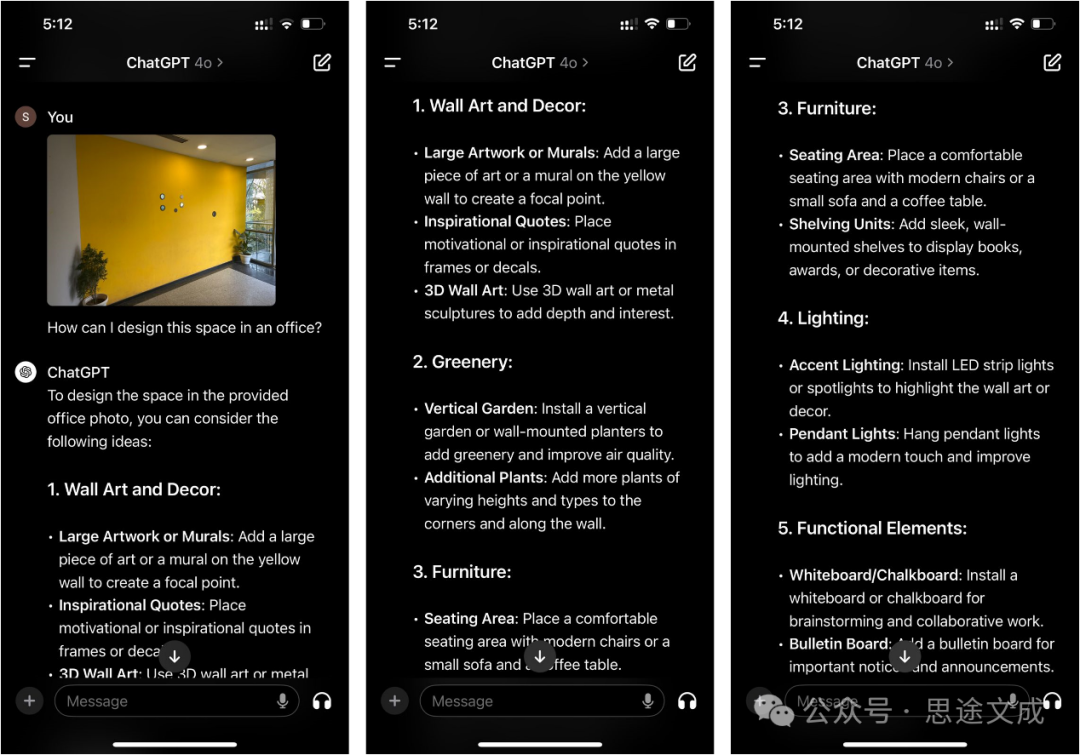 5:12
ChatGPT 4o >
S
You
How can I design this space in an office?
ChatGPT
To design the space in the provided
office photo, you can consider the
following ideas:
1. Wall Art and Decor:
• Large Artwork or Murals: Add a large
piece of art or a mural on the yellow
wall to create a focal point.
• Inspirational Quotes: Place
motivational or inspirational quotes in
frames or deca
• 3D Wall Art: Use 3D wall art or metal
Message
5:12
ChatGPT 4o >
1. Wall Art and Decor:
• Large Artwork or Murals: Add a large
piece of art or a mural on the yellow
wall to create a focal point.
• Inspirational Quotes: Place
motivational or inspirational quotes in
frames or decals.
• 3D Wall Art: Use 3D wall art or metal
sculptures to add depth and interest.
2. Greenery:
• Vertical Garden: Install a vertical
garden or wall-mounted planters to
add greenery and improve air quality.
• Additional Plants: Add more plants of
varying heights and types to the
corners and along the wall.
3. Furniture:
• Seating Area: Place a comfortable
seating area with modern chairs or a
small sofa and a coffee table.
Message
5:12
ChatGPT 4o >
3. Furniture:
• Seating Area: Place a comfortable
seating area with modern chairs or a
small sofa and a coffee table.
• Shelving Units: Add sleek, wall-
mounted shelves to display books,
awards, or decorative items.
4. Lighting:
• Accent Lighting: Install LED strip lights
or spotlights to highlight the wall art or
decor.
• Pendant Lights: Hang pendant lights
to add a modern touch and improve
lighting.
5. Functional Elements:
• Whiteboard/Chalkboard: Install a
whiteboard or chalkboard for
brainstorming and collaborative work.
• Bulletin Board: Add a bulletin board for
important notices and announcements.
Message
公众号 · 思途文成